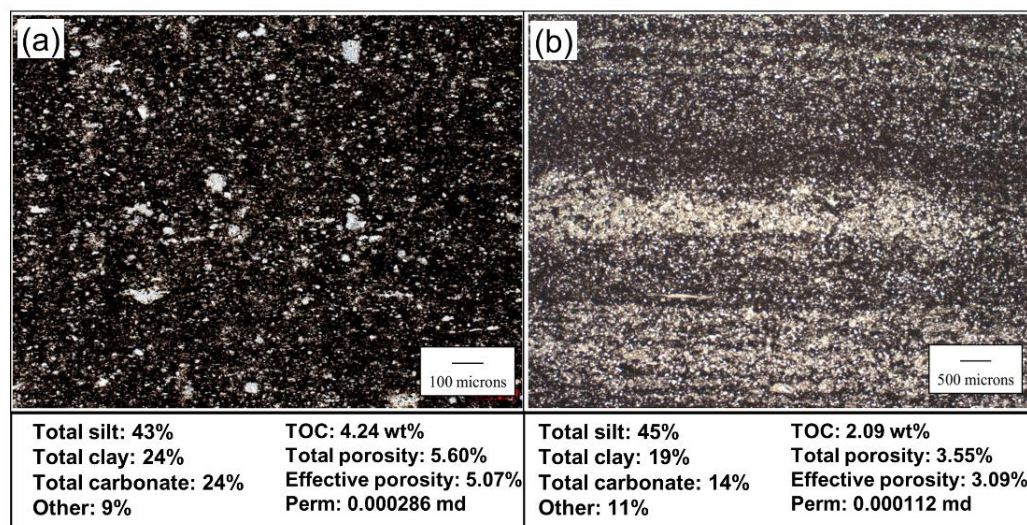 (a)
100 microns
(b)
500 microns
Total silt: 43%
Total clay: 24%
Total carbonate: 24%
Other: 9%
TOC: 4.24 wt%
Total porosity: 5.60%
Effective porosity: 5.07%
Perm: 0.000286 md
Total silt: 45%
Total clay: 19%
Total carbonate: 14%
Other: 11%
TOC: 2.09 wt%
Total porosity: 3.55%
Effective porosity: 3.09%
Perm: 0.000112 md